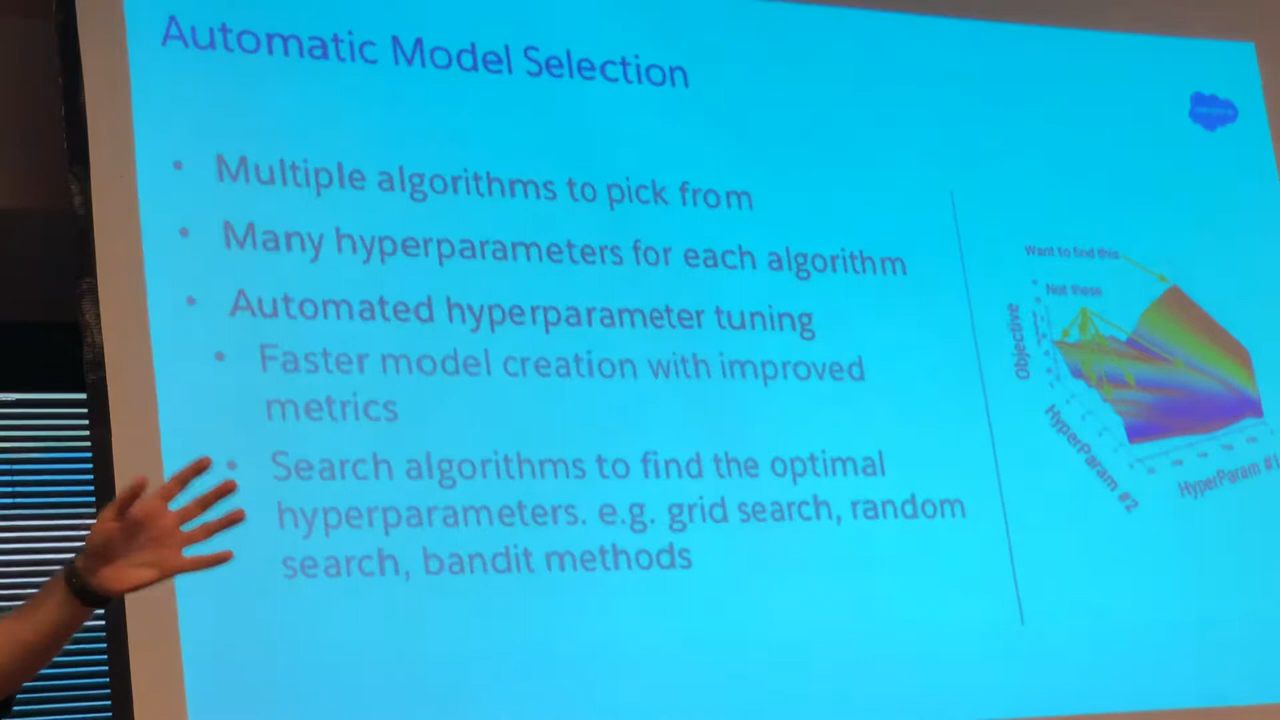 Automatic Model Selection
• Multiple algorithms to pick from
• Many hyperparameters for each algorithm
• Automated hyperparameter tuning
• Faster model creation with improved
metrics
• Search algorithms to find the optimal
hyperparameters. e.g. grid search, random
search, bandit methods
Want to find this
Not these
Objective
HyperParam #2
HyperParam #1